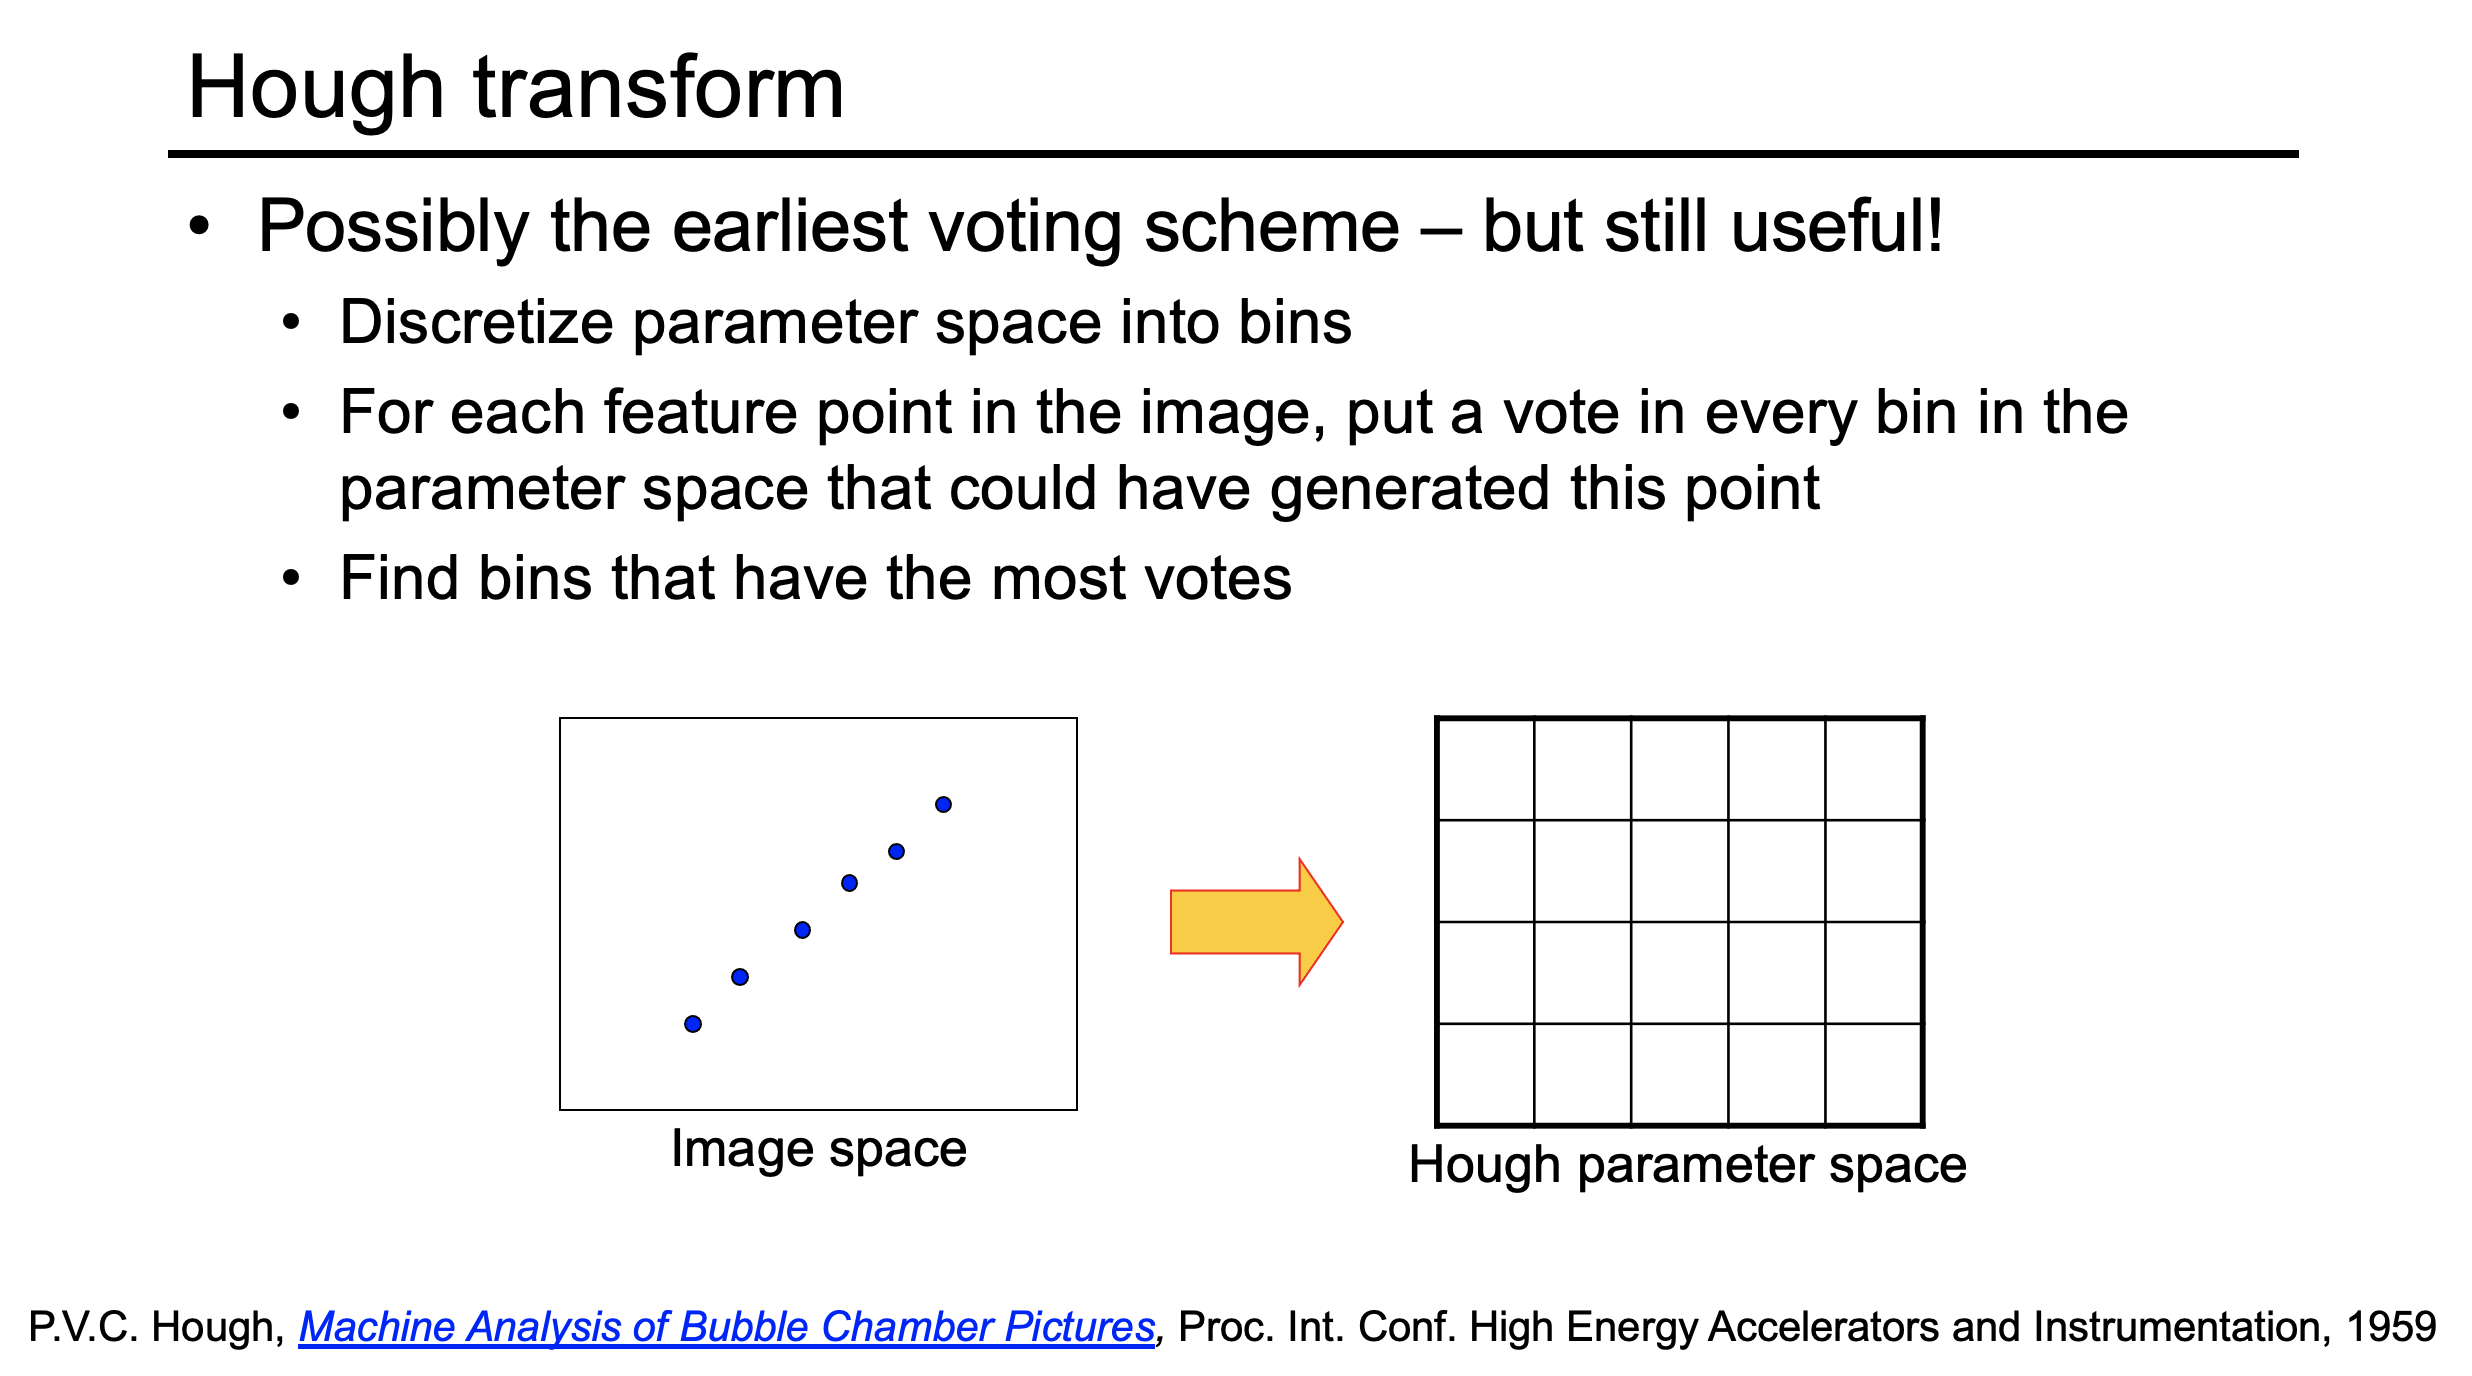 Hough transform
• Possibly the earliest voting scheme – but still useful!
• Discretize parameter space into bins
• For each feature point in the image, put a vote in every bin in the
parameter space that could have generated this point
• Find bins that have the most votes
Image space
Hough parameter space
P.V.C. Hough, Machine Analysis of Bubble Chamber Pictures, Proc. Int. Conf. High Energy Accelerators and Instrumentation, 1959